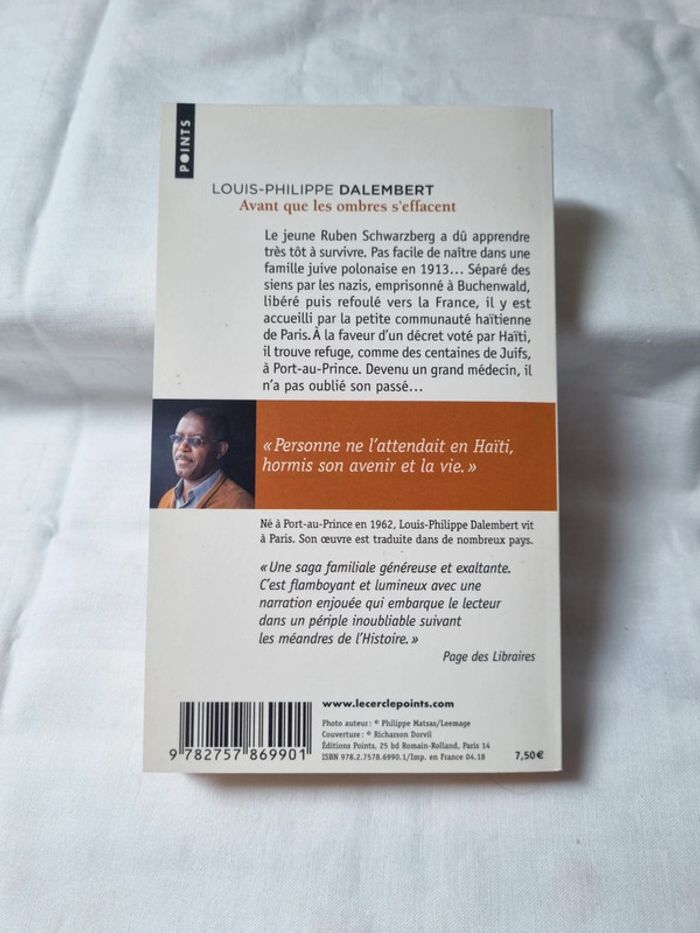 POINTS
LOUIS-PHILIPPE DALEMBERT
Avant que les ombres s'effacent
Le jeune Ruben Schwarzberg a dû apprendre
très tôt à survivre. Pas facile de naître dans une
famille juive polonaise en 1913... Séparé des
siens par les nazis, emprisonné à Buchenwald,
libéré puis refoulé vers la France, il y est
accueilli par la petite communauté haïtienne
de Paris. À la faveur d'un décret voté par Haïti,
il trouve refuge, comme des centaines de Juifs,
à Port-au-Prince. Devenu un grand médecin, il
n'a pas oublié son passé...
« Personne ne l'attendait en Haïti,
hormis son avenir et la vie. »
Né à Port-au-Prince en 1962, Louis-Philippe Dalembert vit
à Paris. Son œuvre est traduite dans de nombreux pays.
« Une saga familiale généreuse et exaltante.
C'est flamboyant et lumineux avec une
narration enjouée qui embarque le lecteur
dans un périple inoubliable suivant
les méandres de l'Histoire. »
Page des Libraires
www.lecerclepoints.com
Photo auteur : © Philippe Matsas/Leemage
Couverture : © Richarson Dorvil
Éditions Points, 25 bd Romain-Rolland, Paris 14
ISBN 978.2.7578.6990.1/Imp. en France 04.18
7,50€
9 782757 869901